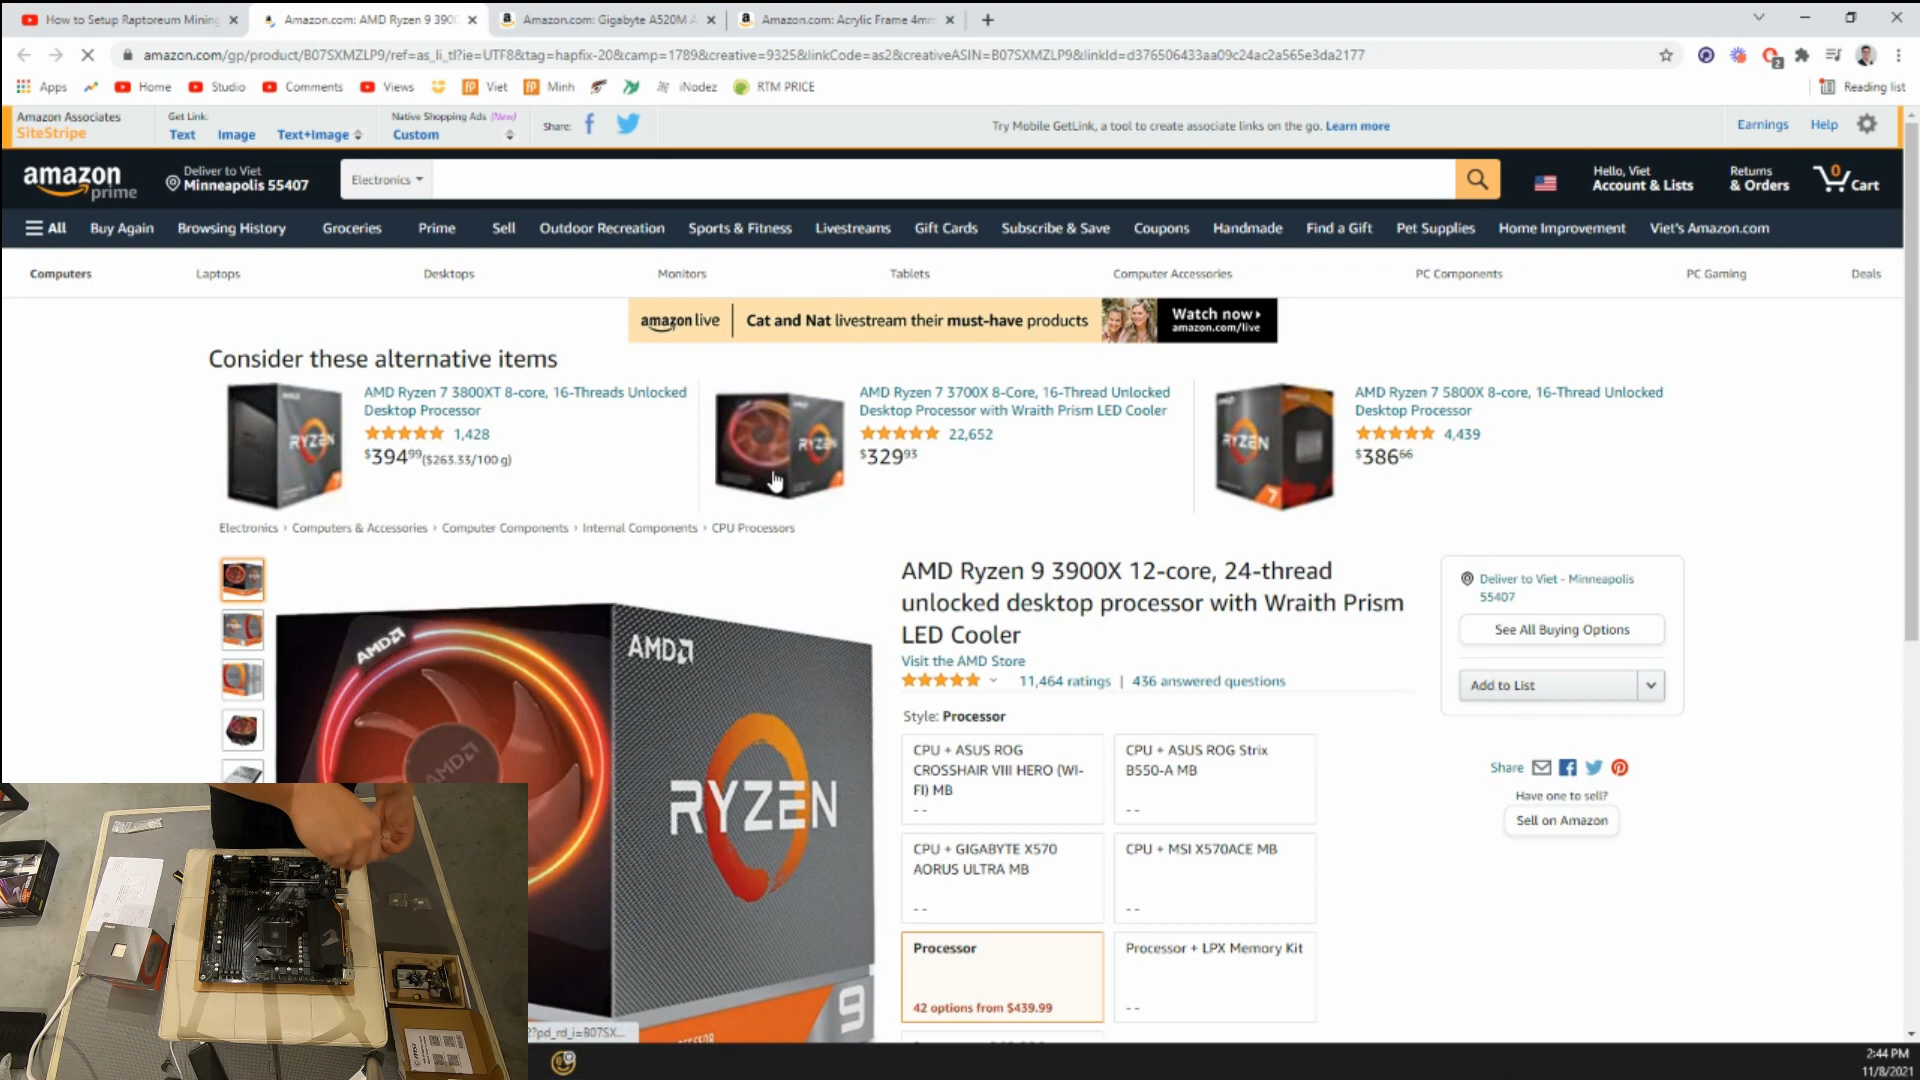 How to Setup Raptoreum Mining
Amazon.com: AMD Ryzen 9 390
Amazon.com: Gigabyte A520M A
Amazon.com: Acrylic Frame 4mm
amazon.com/gp/product/B07SXMZLP9/ref=as_li_tl?ie=UTF8&tag=hapfix-20&camp=1789&creative=9325&linkCode=as2&creativeASIN=B07SXMZLP9&linkId=d376506433aa09c24ac2a565e3da2177
Apps Home Studio Comments Views Viet Minh iNodez RTM PRICE Reading list
Amazon Associates
SiteStripe
Get Link:
Text Image Text+Image
Native Shopping Ads (New)
Custom
Share:
Try Mobile GetLink, a tool to create associate links on the go. Learn more
Earnings Help
amazon prime
Deliver to Viet
Minneapolis 55407
Electronics
Hello, Viet
Account & Lists
Returns
& Orders
0
Cart
All Buy Again Browsing History Groceries Prime Sell Outdoor Recreation Sports & Fitness Livestreams Gift Cards Subscribe & Save Coupons Handmade Find a Gift Pet Supplies Home Improvement Viet's Amazon.com
Computers Laptops Desktops Monitors Tablets Computer Accessories PC Components PC Gaming Deals
amazon live Cat and Nat livestream their must-have products
Watch now
amazon.com/live
Consider these alternative items
RYZEN
AMD Ryzen 7 3800XT 8-core, 16-Threads Unlocked
Desktop Processor
1,428
$394⁹⁹($263.33/100 g)
RYZEN
AMD Ryzen 7 3700X 8-Core, 16-Thread Unlocked
Desktop Processor with Wraith Prism LED Cooler
22,652
$329⁹³
RYZEN
7
AMD Ryzen 7 5800X 8-core, 16-Thread Unlocked
Desktop Processor
4,439
$386⁶⁶
Electronics › Computers & Accessories › Computer Components › Internal Components › CPU Processors
AMD
AMD
AMD
RYZEN
9
AMD Ryzen 9 3900X 12-core, 24-thread
unlocked desktop processor with Wraith Prism
LED Cooler
Visit the AMD Store
11,464 ratings | 436 answered questions
Style: Processor
CPU + ASUS ROG
CROSSHAIR VIII HERO (WI-
FI) MB
- -
CPU + ASUS ROG Strix
B550-A MB
- -
CPU + GIGABYTE X570
AORUS ULTRA MB
- -
CPU + MSI X570ACE MB
- -
Processor
42 options from $439.99
Processor + LPX Memory Kit
- -
Deliver to Viet - Minneapolis
55407
See All Buying Options
Add to List
Share
Have one to sell?
Sell on Amazon
??pd_rd_i=B07SX...
2:44 PM
11/8/2021